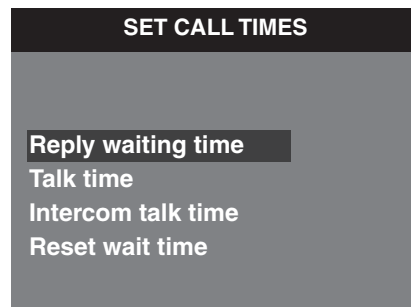 SET CALL TIMES
Reply waiting time
Talk time
Intercom talk time
Reset wait time